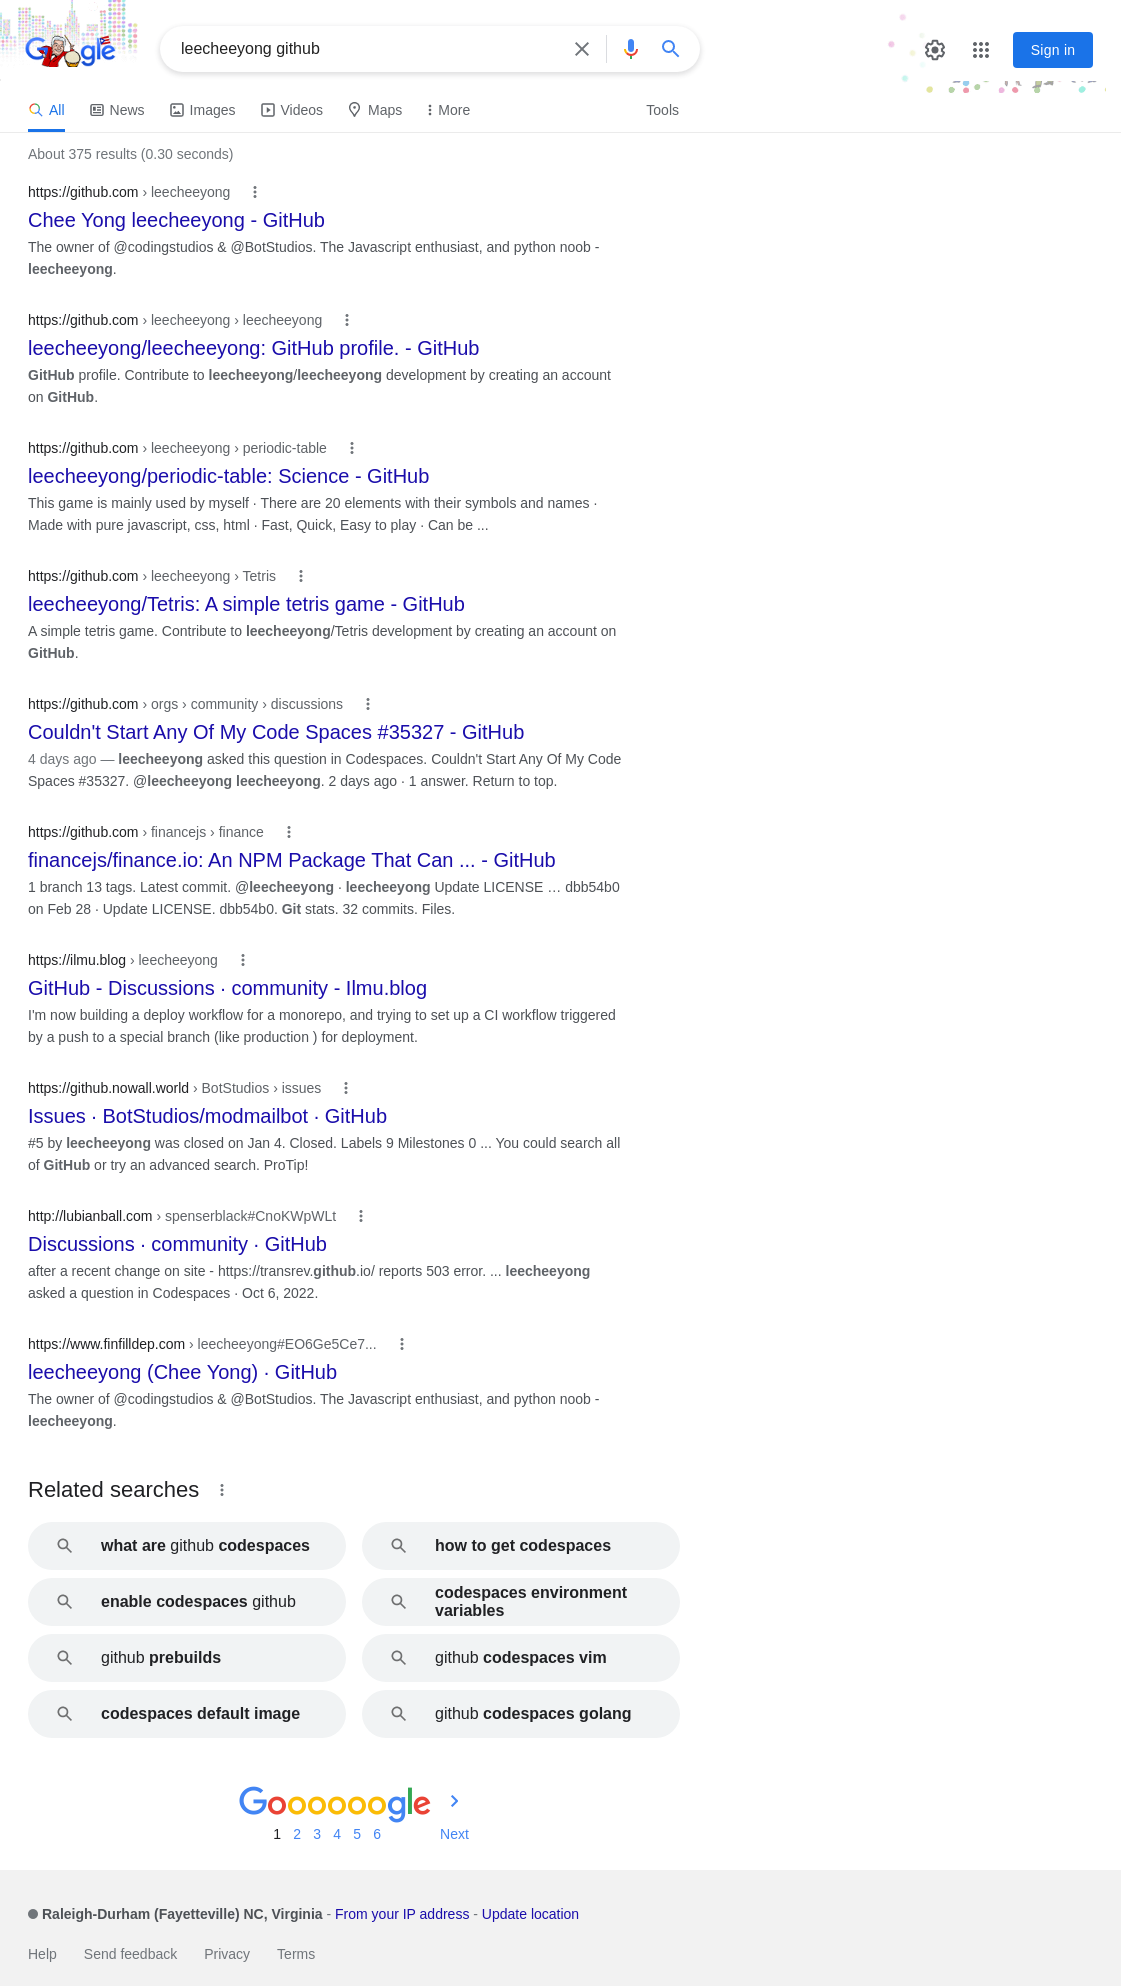 Google
leecheeyong github
Sign in
All
News
Images
Videos
Maps
More
Tools
About 375 results (0.30 seconds)
https://github.com › leecheeyong
Chee Yong leecheeyong - GitHub
The owner of @codingstudios & @BotStudios. The Javascript enthusiast, and python noob -
leecheeyong.
https://github.com › leecheeyong › leecheeyong
leecheeyong/leecheeyong: GitHub profile. - GitHub
GitHub profile. Contribute to leecheeyong/leecheeyong development by creating an account
on GitHub.
https://github.com › leecheeyong › periodic-table
leecheeyong/periodic-table: Science - GitHub
This game is mainly used by myself · There are 20 elements with their symbols and names ·
Made with pure javascript, css, html · Fast, Quick, Easy to play · Can be ...
https://github.com › leecheeyong › Tetris
leecheeyong/Tetris: A simple tetris game - GitHub
A simple tetris game. Contribute to leecheeyong/Tetris development by creating an account on
GitHub.
https://github.com › orgs › community › discussions
Couldn't Start Any Of My Code Spaces #35327 - GitHub
4 days ago — leecheeyong asked this question in Codespaces. Couldn't Start Any Of My Code
Spaces #35327. @leecheeyong leecheeyong. 2 days ago · 1 answer. Return to top.
https://github.com › financejs › finance
financejs/finance.io: An NPM Package That Can ... - GitHub
1 branch 13 tags. Latest commit. @leecheeyong · leecheeyong Update LICENSE … dbb54b0
on Feb 28 · Update LICENSE. dbb54b0. Git stats. 32 commits. Files.
https://ilmu.blog › leecheeyong
GitHub - Discussions · community - Ilmu.blog
I'm now building a deploy workflow for a monorepo, and trying to set up a CI workflow triggered
by a push to a special branch (like production ) for deployment.
https://github.nowall.world › BotStudios › issues
Issues · BotStudios/modmailbot · GitHub
#5 by leecheeyong was closed on Jan 4. Closed. Labels 9 Milestones 0 ... You could search all
of GitHub or try an advanced search. ProTip!
http://lubianball.com › spenserblack#CnoKWpWLt
Discussions · community · GitHub
after a recent change on site - https://transrev.github.io/ reports 503 error. ... leecheeyong
asked a question in Codespaces · Oct 6, 2022.
https://www.finfilldep.com › leecheeyong#EO6Ge5Ce7...
leecheeyong (Chee Yong) · GitHub
The owner of @codingstudios & @BotStudios. The Javascript enthusiast, and python noob -
leecheeyong.
Related searches
what are github codespaces
how to get codespaces
enable codespaces github
codespaces environment
variables
github prebuilds
github codespaces vim
codespaces default image
github codespaces golang
Goooooogle
1 2 3 4 5 6 Next
Raleigh-Durham (Fayetteville) NC, Virginia - From your IP address - Update location
Help Send feedback Privacy Terms